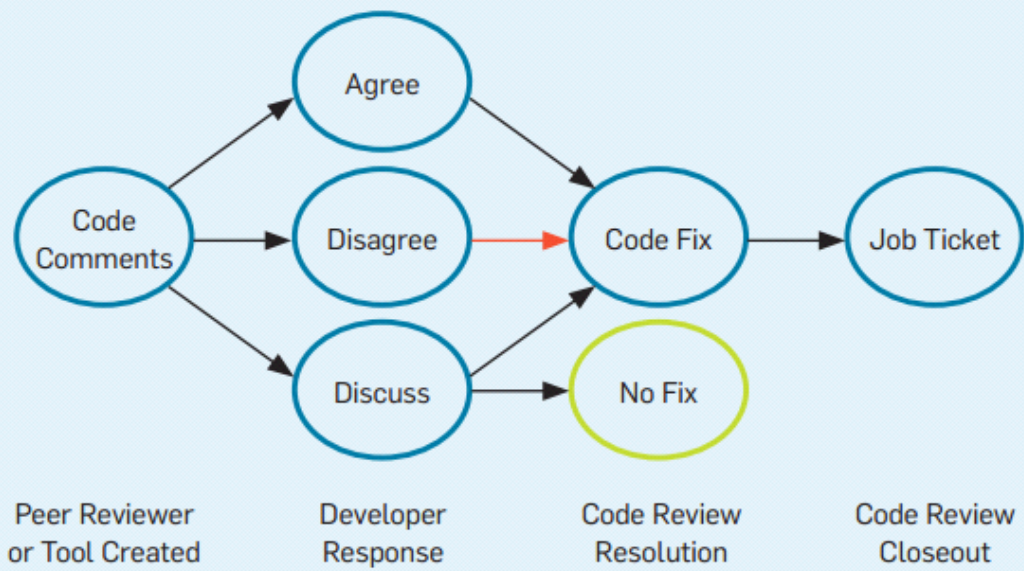 Agree
Code
Comments
Disagree
Code Fix
Job Ticket
Discuss
No Fix
Peer Reviewer
or Tool Created
Developer
Response
Code Review
Resolution
Code Review
Closeout